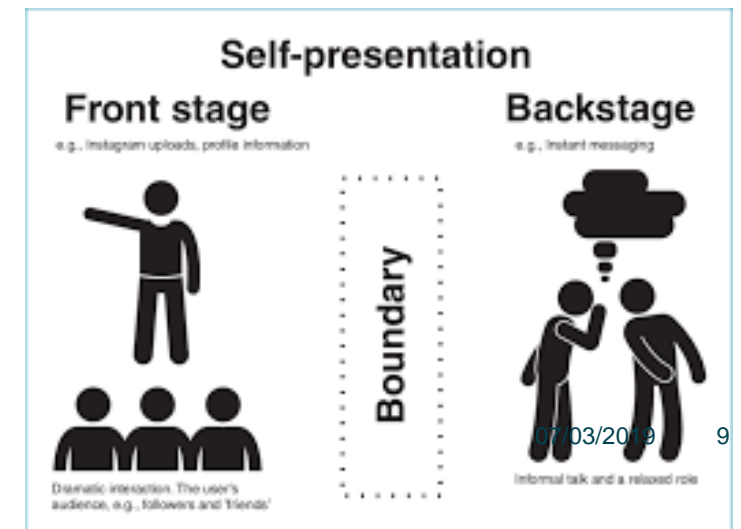 Self-presentation
Front stage
e.g., Instagram uploads, profile information
Backstage
e.g., Instant messaging
Boundary
Dramatic interaction. The user's
audience, e.g., followers and 'friends'
Informal talk and a relaxed role
07/03/2019
9